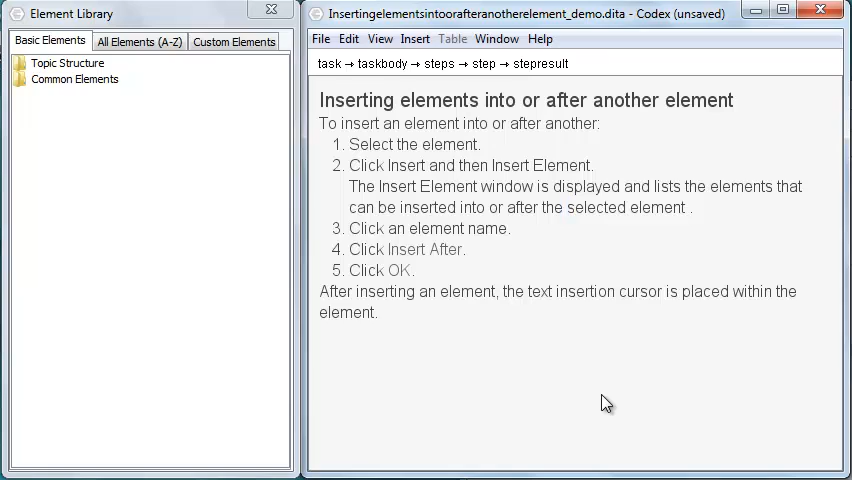 Element Library
Basic Elements All Elements (A-Z) Custom Elements
Topic Structure
Common Elements
Insertingelementsintoorafteranotherelement_demo.dita - Codex (unsaved)
File Edit View Insert Table Window Help
task → taskbody → steps → step → stepresult
Inserting elements into or after another element
To insert an element into or after another:
1. Select the element.
2. Click Insert and then Insert Element.
The Insert Element window is displayed and lists the elements that
can be inserted into or after the selected element .
3. Click an element name.
4. Click Insert After.
5. Click OK.
After inserting an element, the text insertion cursor is placed within the
element.